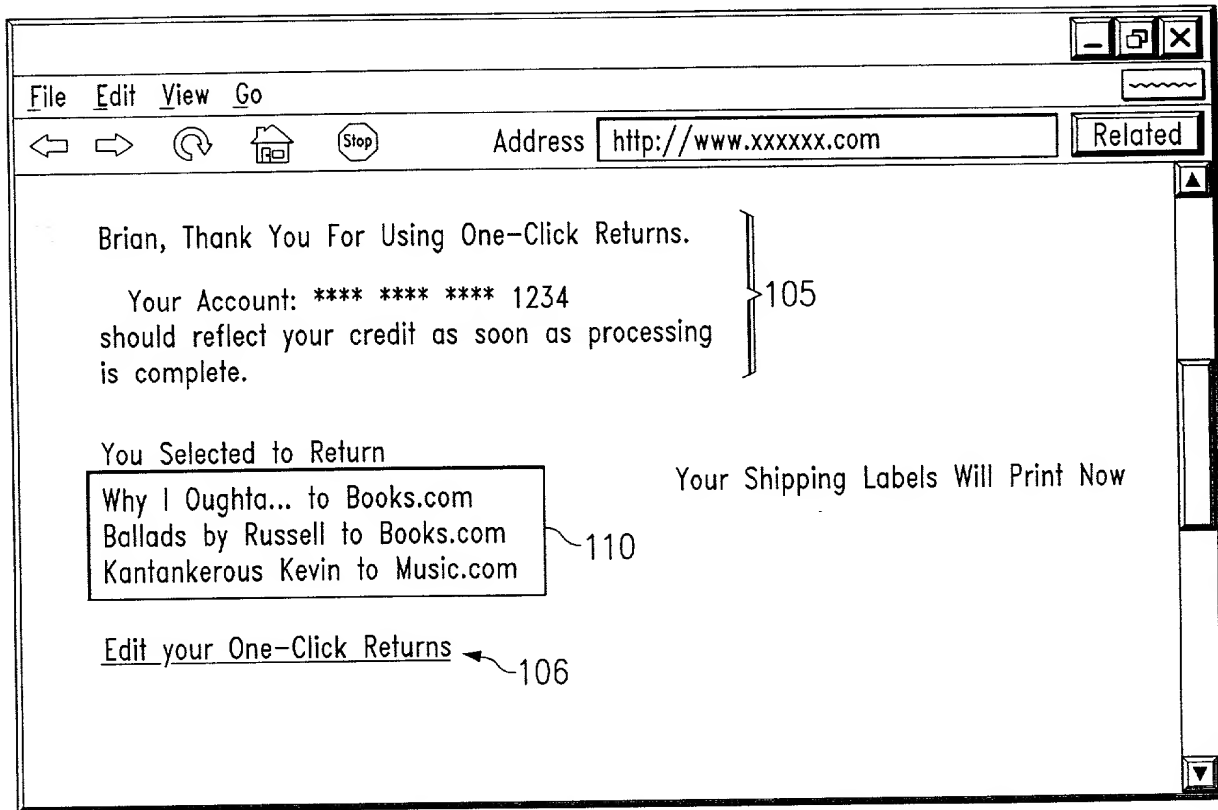 File Edit View Go
Stop Address http://www.xxxxxx.com Related
Brian, Thank You For Using One-Click Returns.
Your Account: **** **** **** 1234
should reflect your credit as soon as processing
is complete.
105
You Selected to Return
Why I Oughta... to Books.com
Ballads by Russell to Books.com
Kantankerous Kevin to Music.com
110
Your Shipping Labels Will Print Now
Edit your One-Click Returns
106